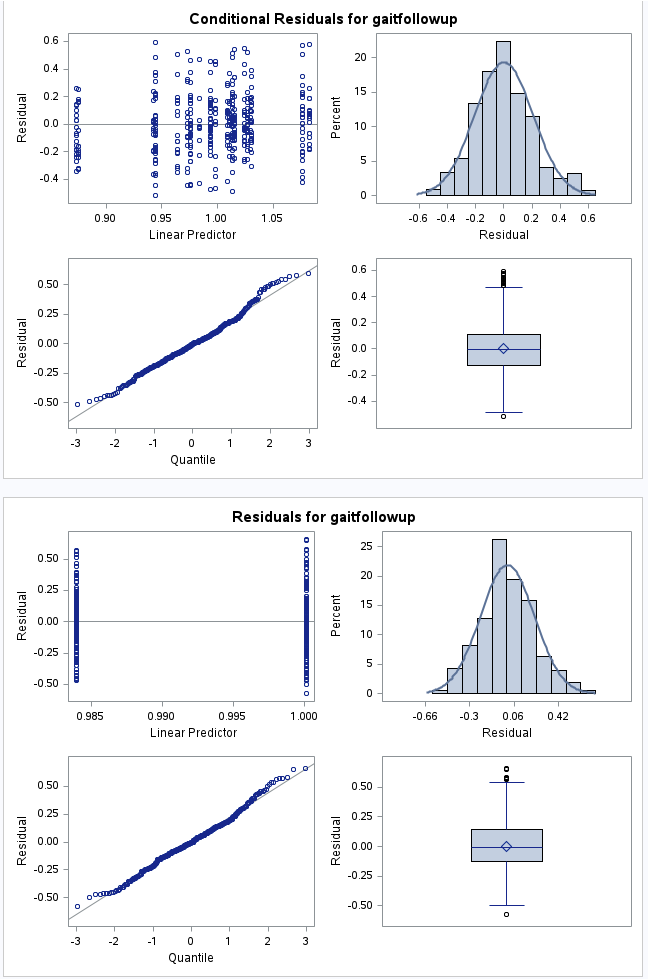 Conditional Residuals for gaitfollowup
0.6
0.4
0.2
0.0
-0.2
-0.4
Residual
0.90 0.95 1.00 1.05
Linear Predictor
20
15
10
5
0
Percent
-0.6 -0.4 -0.2 0 0.2 0.4 0.6
Residual
0.50
0.25
0.00
-0.25
-0.50
Residual
-3 -2 -1 0 1 2 3
Quantile
0.6
0.4
0.2
0.0
-0.2
-0.4
Residual
Residuals for gaitfollowup
0.50
0.25
0.00
-0.25
-0.50
Residual
0.985 0.990 0.995 1.000
Linear Predictor
25
20
15
10
5
0
Percent
-0.66 -0.3 0.06 0.42
Residual
0.50
0.25
0.00
-0.25
-0.50
Residual
-3 -2 -1 0 1 2 3
Quantile
0.50
0.25
0.00
-0.25
-0.50
Residual